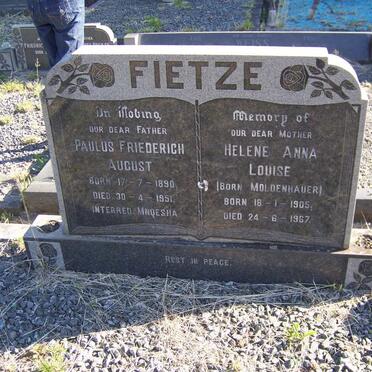 FIETZE
In Loving
OUR DEAR FATHER
PAULUS FRIEDERICH
AUGUST
BORN 17-7-1890
DIED 30-4-1951
INTERRED MNQESHA
Memory of
OUR DEAR MOTHER
HELENE ANNA
LOUISE
(BORN MOLDENHAUER)
BORN 18-1-1905
DIED 24-6-1967
REST IN PEACE.